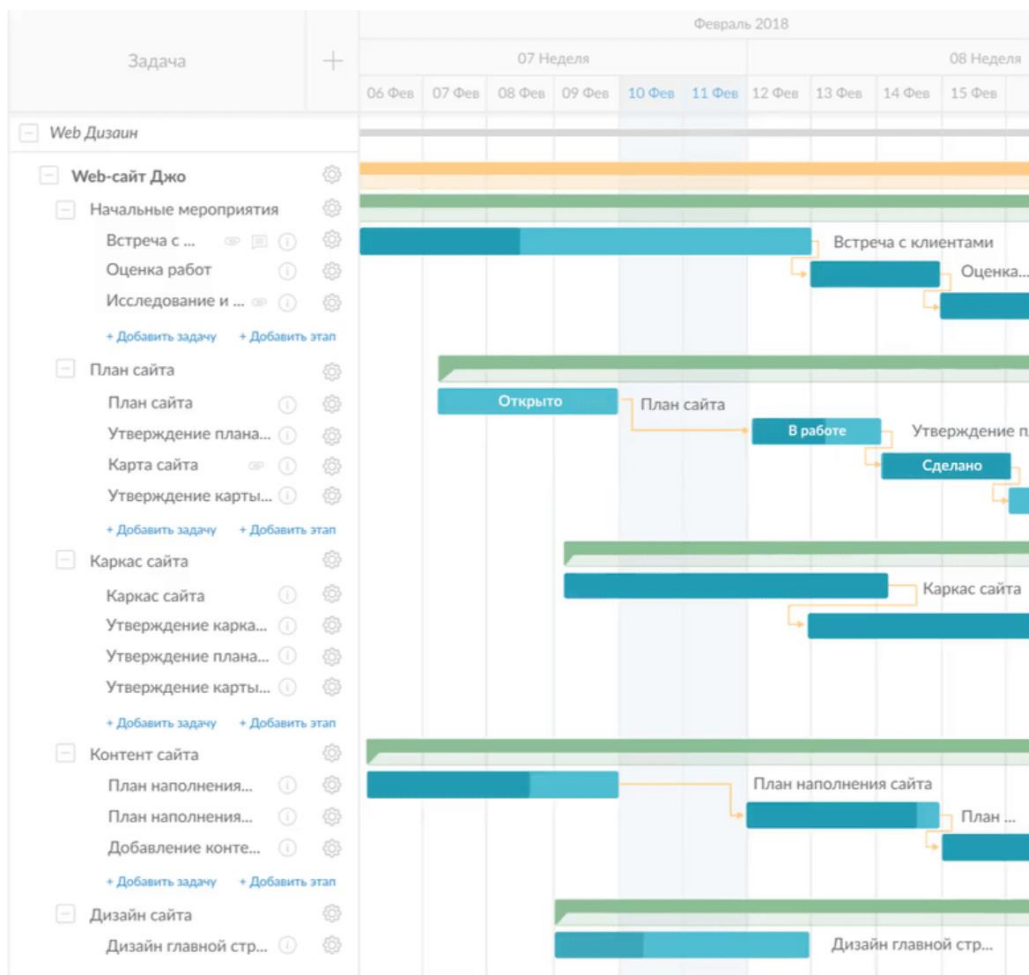 Февраль 2018
Задача
07 Неделя
08 Неделя
06 Фев 07 Фев 08 Фев 09 Фев 10 Фев 11 Фев 12 Фев 13 Фев 14 Фев 15 Фев
Web Дизаин
Web-сайт Джо
Начальные мероприятия
Встреча с ...
Встреча с клиентами
Оценка работ
Оценка...
Исследование и ...
+ Добавить задачу + Добавить этап
План сайта
План сайта
Открыто
План сайта
Утверждение плана...
В работе
Утверждение п
Карта сайта
Сделано
Утверждение карты...
+ Добавить задачу + Добавить этап
Каркас сайта
Каркас сайта
Каркас сайта
Утверждение карка...
Утверждение плана...
Утверждение карты...
+ Добавить задачу + Добавить этап
Контент сайта
План наполнения...
План наполнения сайта
План наполнения...
План ...
Добавление конте...
+ Добавить задачу + Добавить этап
Дизайн сайта
Дизайн главной стр...
Дизайн главной стр...